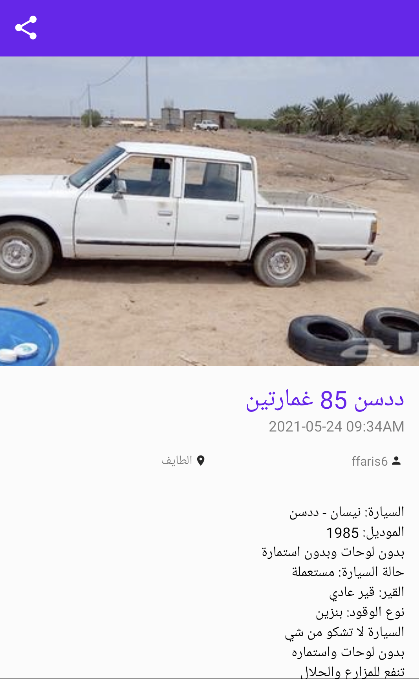 ددسن 85 غمارتين
2021-05-24 09:34AM
ffaris6
الطايف
السيارة: نيسان - ددسن
الموديل: 1985
بدون لوحات وبدون استمارة
حالة السيارة: مستعملة
القير: قير عادي
نوع الوقود: بنزين
السيارة لا تشكو من شي
بدون لوحات واستماره
تنفع للمزارع والحلال